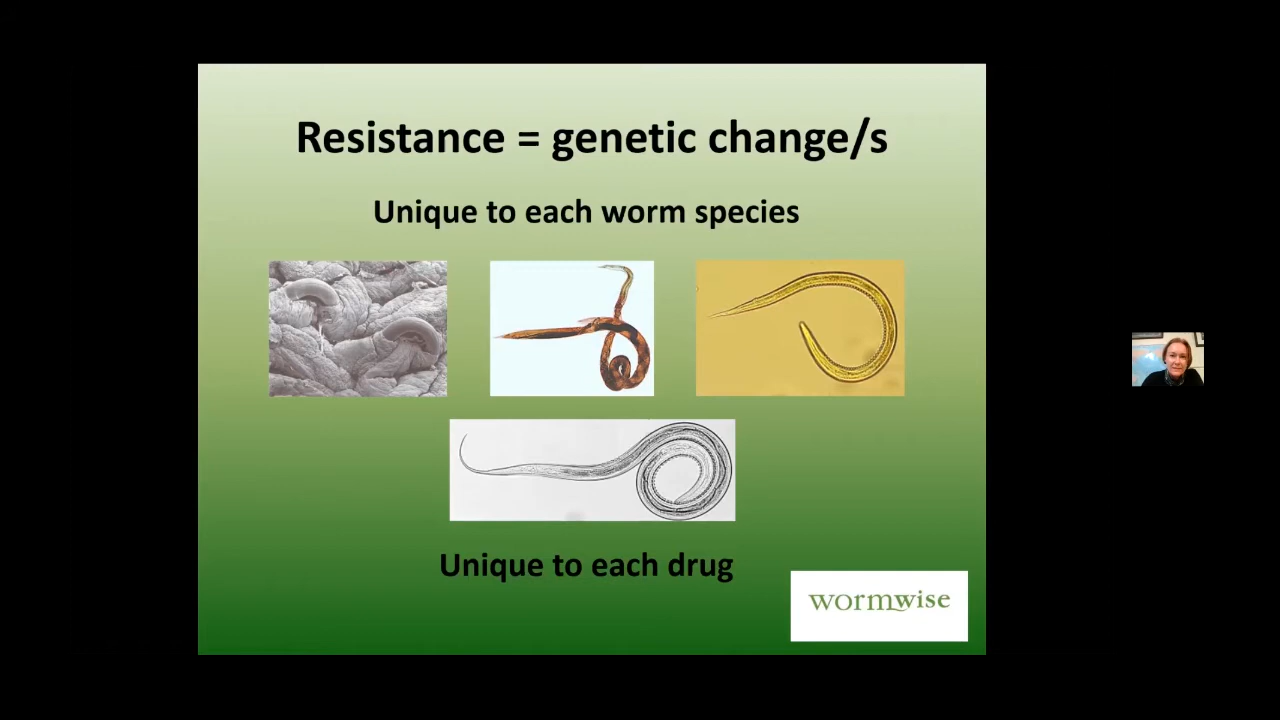 Resistance = genetic change/s
Unique to each worm species
Unique to each drug
wormwise